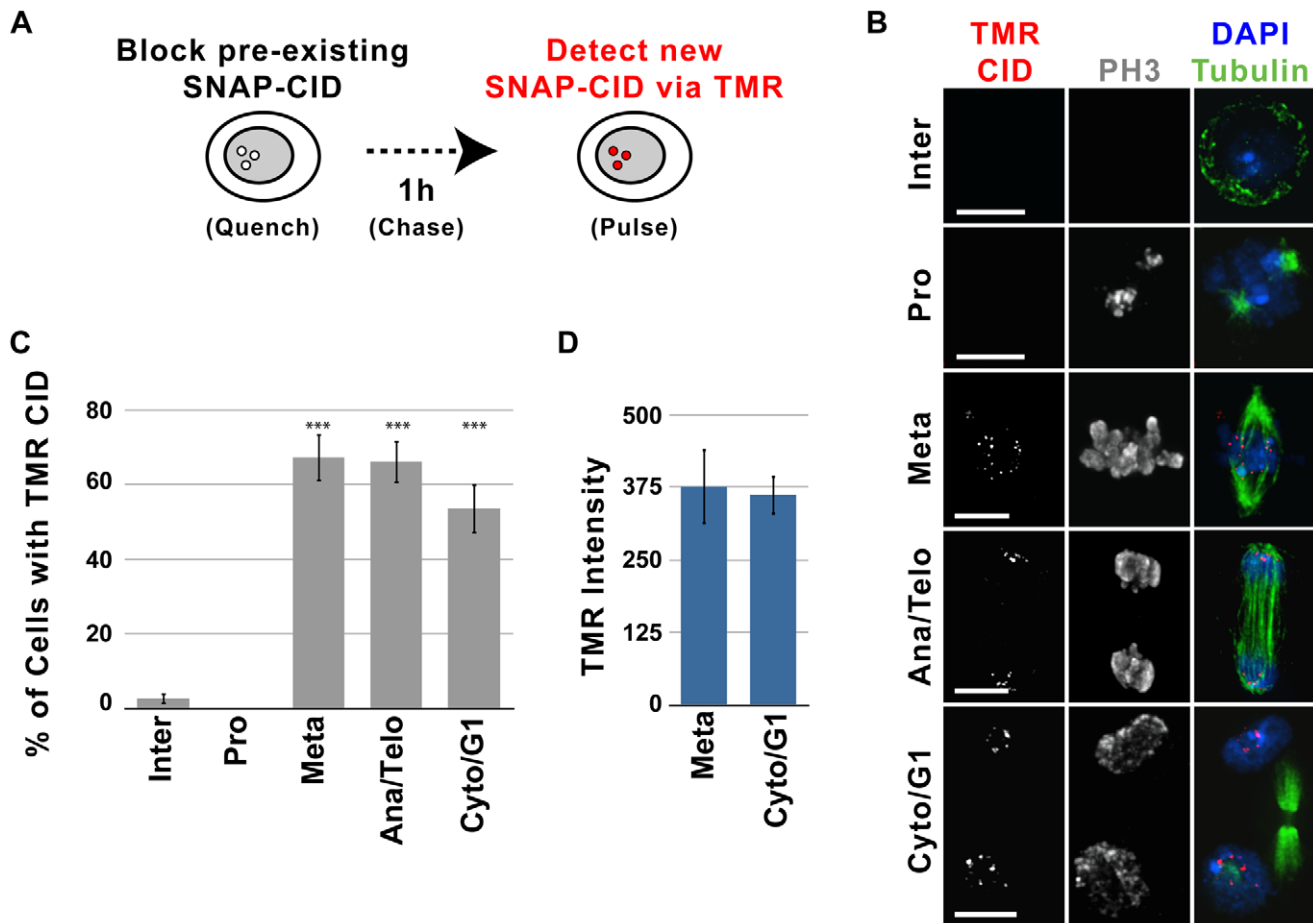 A
Block pre-existing
SNAP-CID
Detect new
SNAP-CID via TMR
1h
(Quench)
(Chase)
(Pulse)
B
TMR
CID
PH3
DAPI
Tubulin
Inter
Pro
Meta
Ana/Telo
Cyto/G1
C
% of Cells with TMR CID
80
60
40
20
0
***
***
***
Inter
Pro
Meta
Ana/Telo
Cyto/G1
D
TMR Intensity
500
375
250
125
0
Meta
Cyto/G1